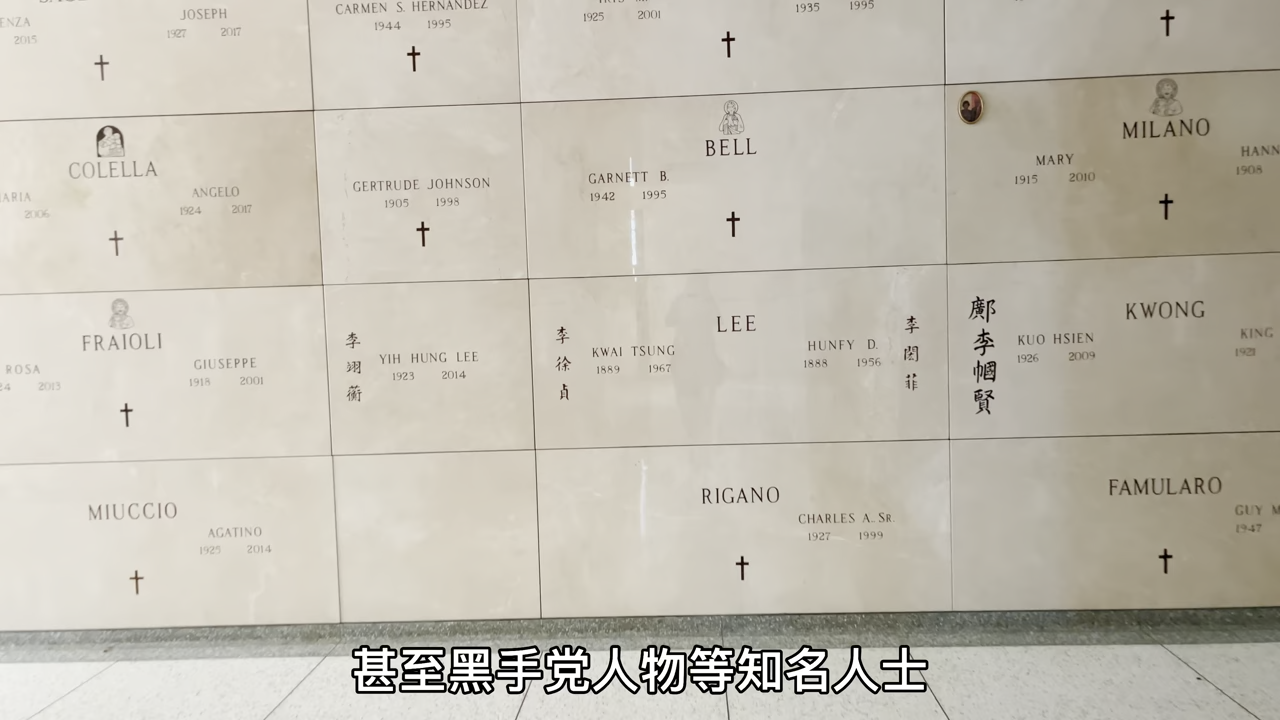 JOSEPH
1927 2017
2015
CARMEN S. HERNANDEZ
1944 1995
1925 2001
1935 1995
COLELLA
ANGELO
1924 2017
2006
GERTRUDE JOHNSON
1905 1998
BELL
GARNETT B.
1942 1995
MILANO
MARY
1915 2010
HANN
1908
FRAIOLI
ROSA
2013
GIUSEPPE
1918 2001
李翊蘅
YIH HUNG LEE
1923 2014
LEE
李徐貞
KWAI TSUNG
1889 1967
HUNFY D.
1888 1956
李閎菲
KWONG
鄺李帼賢
KUO HSIEN
1926 2009
KING
1921
MIUCCIO
AGATINO
1925 2014
RIGANO
CHARLES A. SR.
1927 1999
FAMULARO
GUY M
1947
甚至黑手党人物等知名人士